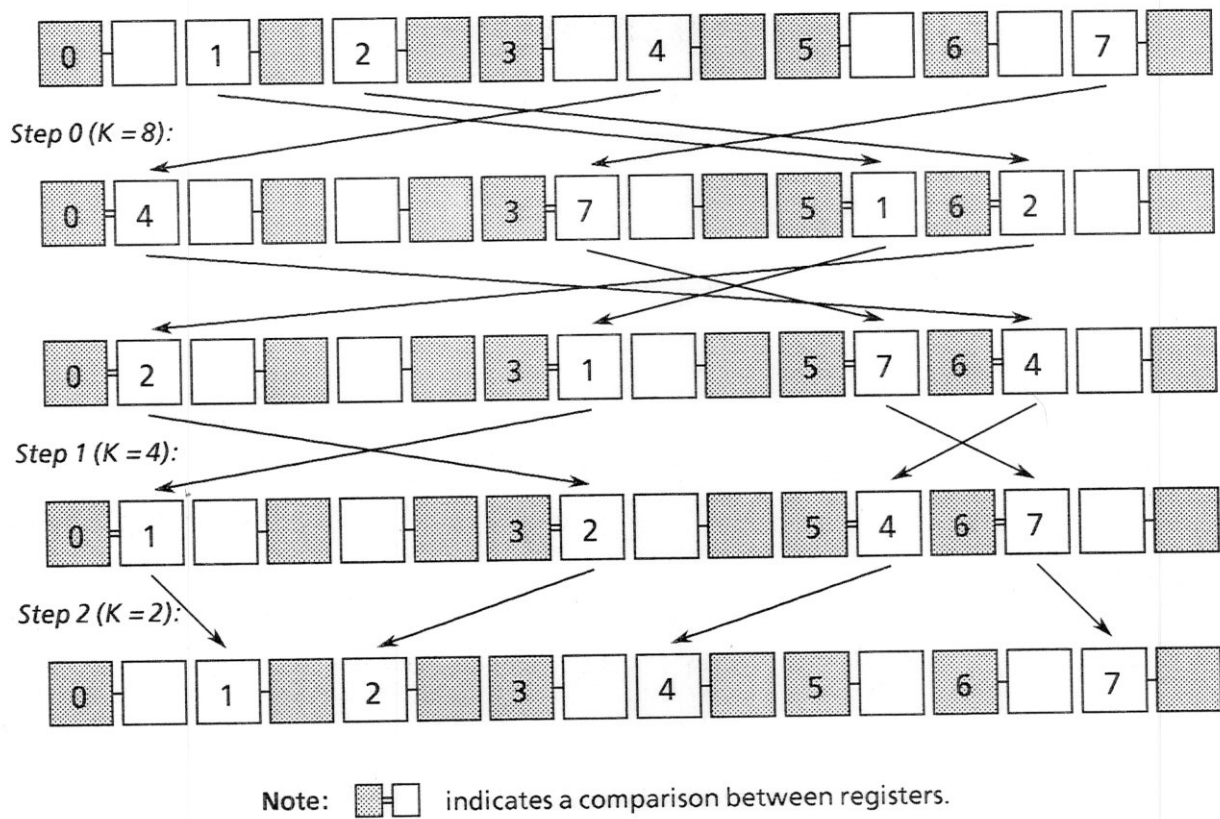 0 1 2 3 4 5 6 7
Step 0 (K = 8):
0 4 3 7 5 1 6 2
0 2 3 1 5 7 6 4
Step 1 (K = 4):
0 1 3 2 5 4 6 7
Step 2 (K = 2):
0 1 2 3 4 5 6 7
Note: indicates a comparison between registers.